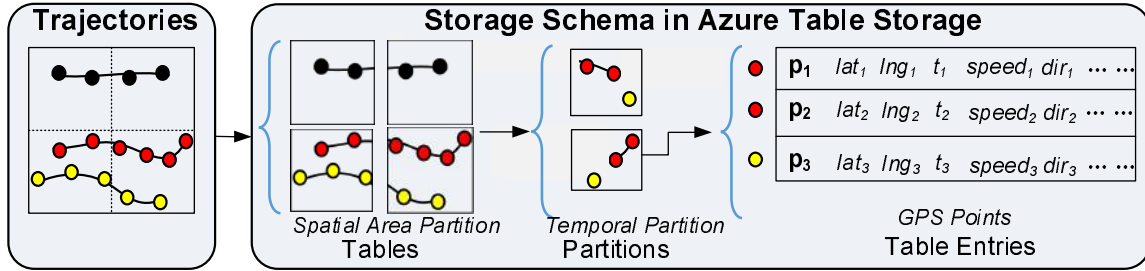 Trajectories
Storage Schema in Azure Table Storage
p1 lat1 lng1 t1 speed1 dir1 ... ...
p2 lat2 lng2 t2 speed2 dir2 ... ...
p3 lat3 lng3 t3 speed3 dir3 ... ...
Spatial Area Partition
Tables
Temporal Partition
Partitions
GPS Points
Table Entries